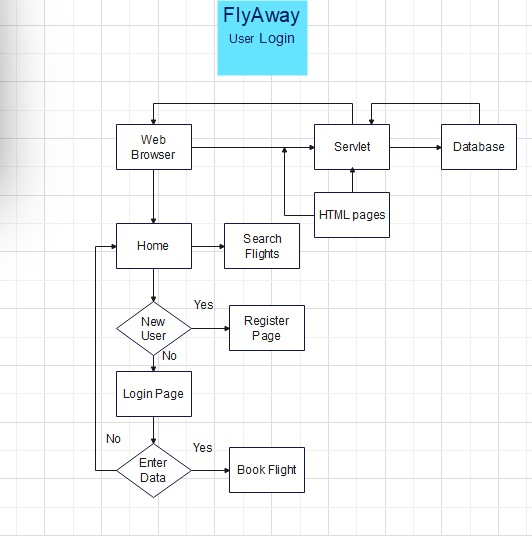 FlyAway
User Login
Web
Browser
Servlet
Database
HTML pages
Home
Search
Flights
Yes
New
User
Register
Page
No
Login Page
No
Yes
Enter
Data
Book Flight